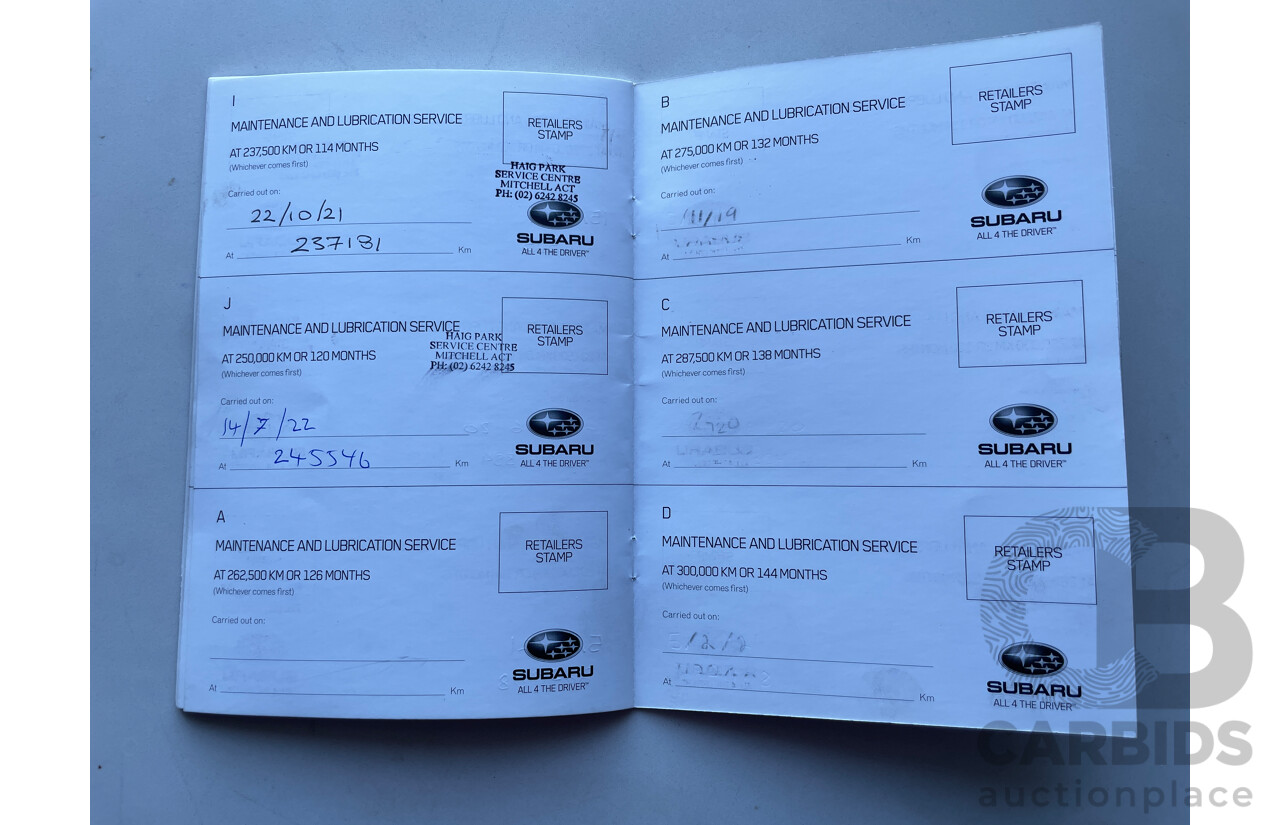 I
MAINTENANCE AND LUBRICATION SERVICE
RETAILERS
STAMP
AT 237,500 KM OR 114 MONTHS
(Whichever comes first)
HAIG PARK
SERVICE CENTRE
MITCHELL ACT
PH: (02) 6242 8245
Carried out on:
22/10/21
At 237181 Km
SUBARU
ALL 4 THE DRIVER™
J
MAINTENANCE AND LUBRICATION SERVICE
RETAILERS
STAMP
HAIG PARK
SERVICE CENTRE
MITCHELL ACT
PH: (02) 6242 8245
AT 250,000 KM OR 120 MONTHS
(Whichever comes first)
Carried out on:
14/7/22
At 245546 Km
SUBARU
ALL 4 THE DRIVER™
A
MAINTENANCE AND LUBRICATION SERVICE
RETAILERS
STAMP
AT 262,500 KM OR 126 MONTHS
(Whichever comes first)
Carried out on:
At Km
SUBARU
ALL 4 THE DRIVER™
B
MAINTENANCE AND LUBRICATION SERVICE
RETAILERS
STAMP
AT 275,000 KM OR 132 MONTHS
(Whichever comes first)
Carried out on:
At Km
SUBARU
ALL 4 THE DRIVER™
C
MAINTENANCE AND LUBRICATION SERVICE
RETAILERS
STAMP
AT 287,500 KM OR 138 MONTHS
(Whichever comes first)
Carried out on:
At Km
SUBARU
ALL 4 THE DRIVER™
D
MAINTENANCE AND LUBRICATION SERVICE
RETAILERS
STAMP
AT 300,000 KM OR 144 MONTHS
(Whichever comes first)
Carried out on:
At Km
SUBARU
ALL 4 THE DRIVER™
CARBIDS
auctionplace